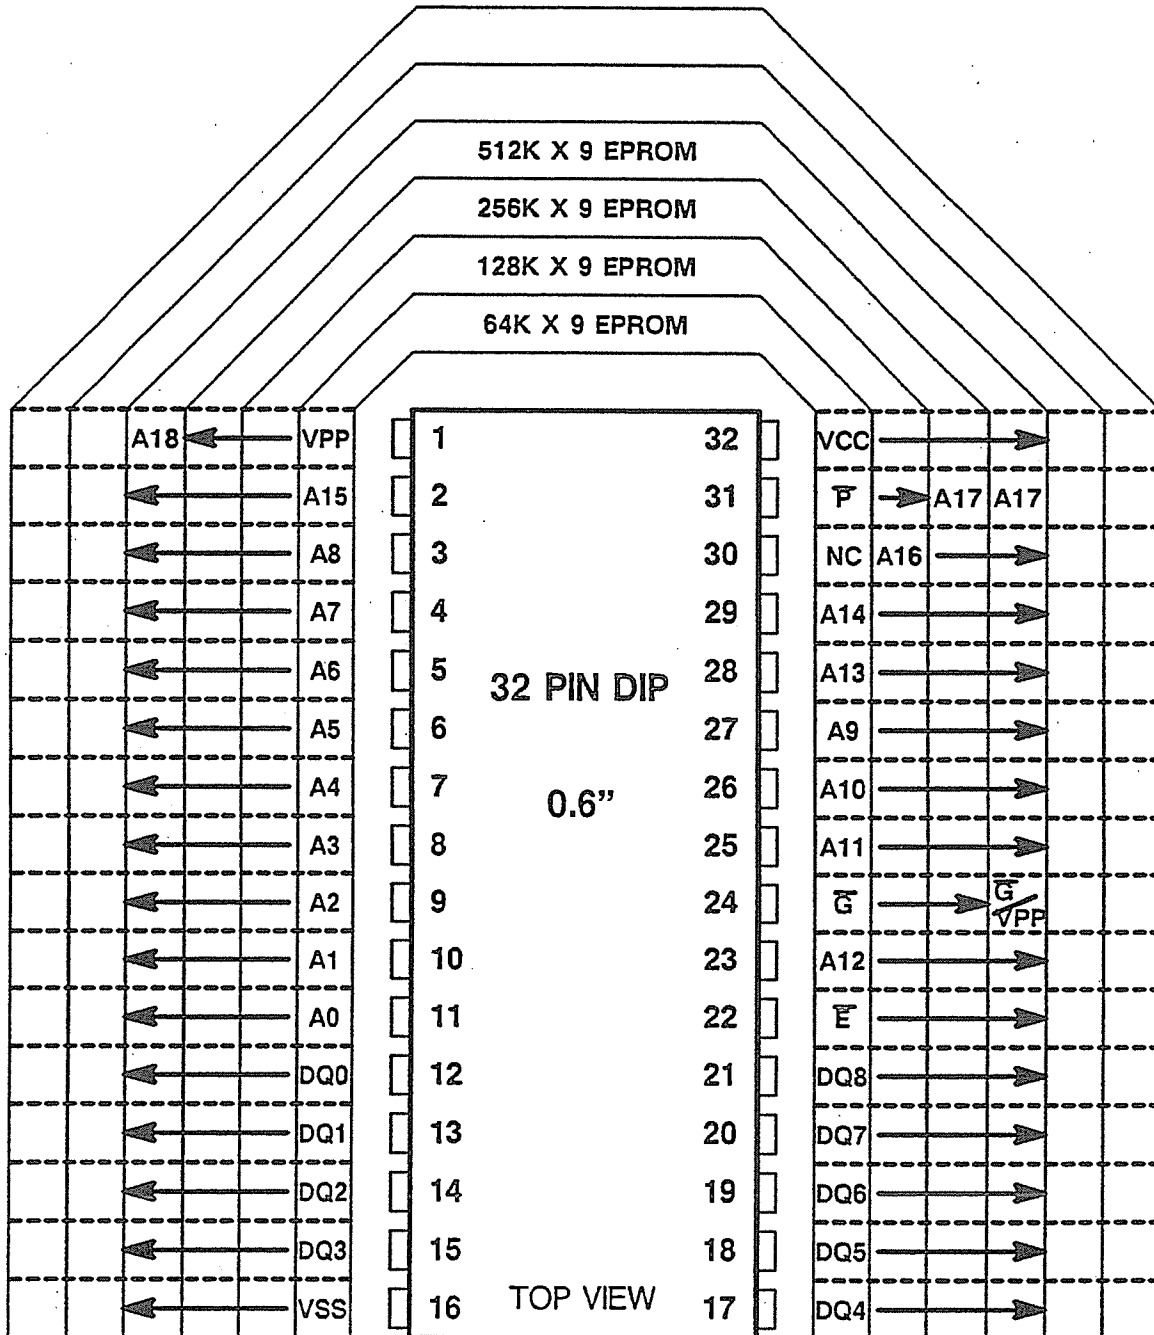 512K X 9 EPROM
256K X 9 EPROM
128K X 9 EPROM
64K X 9 EPROM
A18 VPP 1 32 VCC
A15 2 31 P̅ A17 A17
A8 3 30 NC A16
A7 4 29 A14
A6 5 28 A13
32 PIN DIP
A5 6 27 A9
A4 7 26 A10
0.6”
A3 8 25 A11
A2 9 24 G̅ G̅/VPP
A1 10 23 A12
A0 11 22 E̅
DQ0 12 21 DQ8
DQ1 13 20 DQ7
DQ2 14 19 DQ6
DQ3 15 18 DQ5
VSS 16 TOP VIEW 17 DQ4